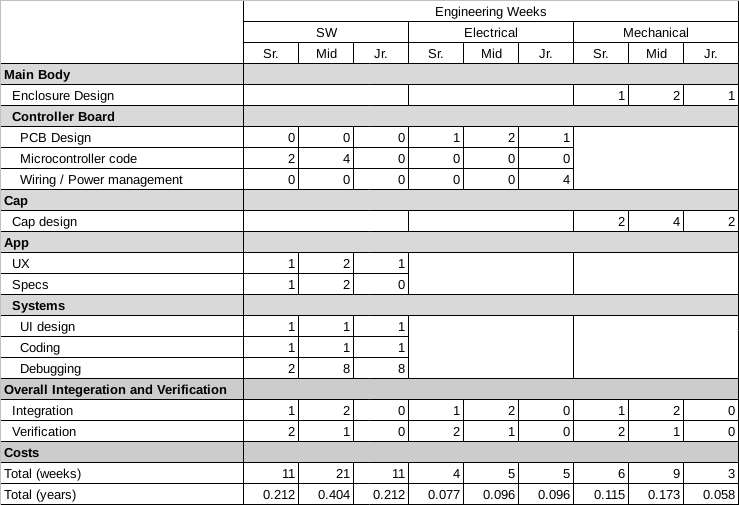 Engineering Weeks
SW Electrical Mechanical
Sr. Mid Jr. Sr. Mid Jr. Sr. Mid Jr.
Main Body
Enclosure Design 1 2 1
Controller Board
PCB Design 0 0 0 1 2 1
Microcontroller code 2 4 0 0 0 0
Wiring / Power management 0 0 0 0 0 4
Cap
Cap design 2 4 2
App
UX 1 2 1
Specs 1 2 0
Systems
UI design 1 1 1
Coding 1 1 1
Debugging 2 8 8
Overall Integeration and Verification
Integration 1 2 0 1 2 0 1 2 0
Verification 2 1 0 2 1 0 2 1 0
Costs
Total (weeks) 11 21 11 4 5 5 6 9 3
Total (years) 0.212 0.404 0.212 0.077 0.096 0.096 0.115 0.173 0.058